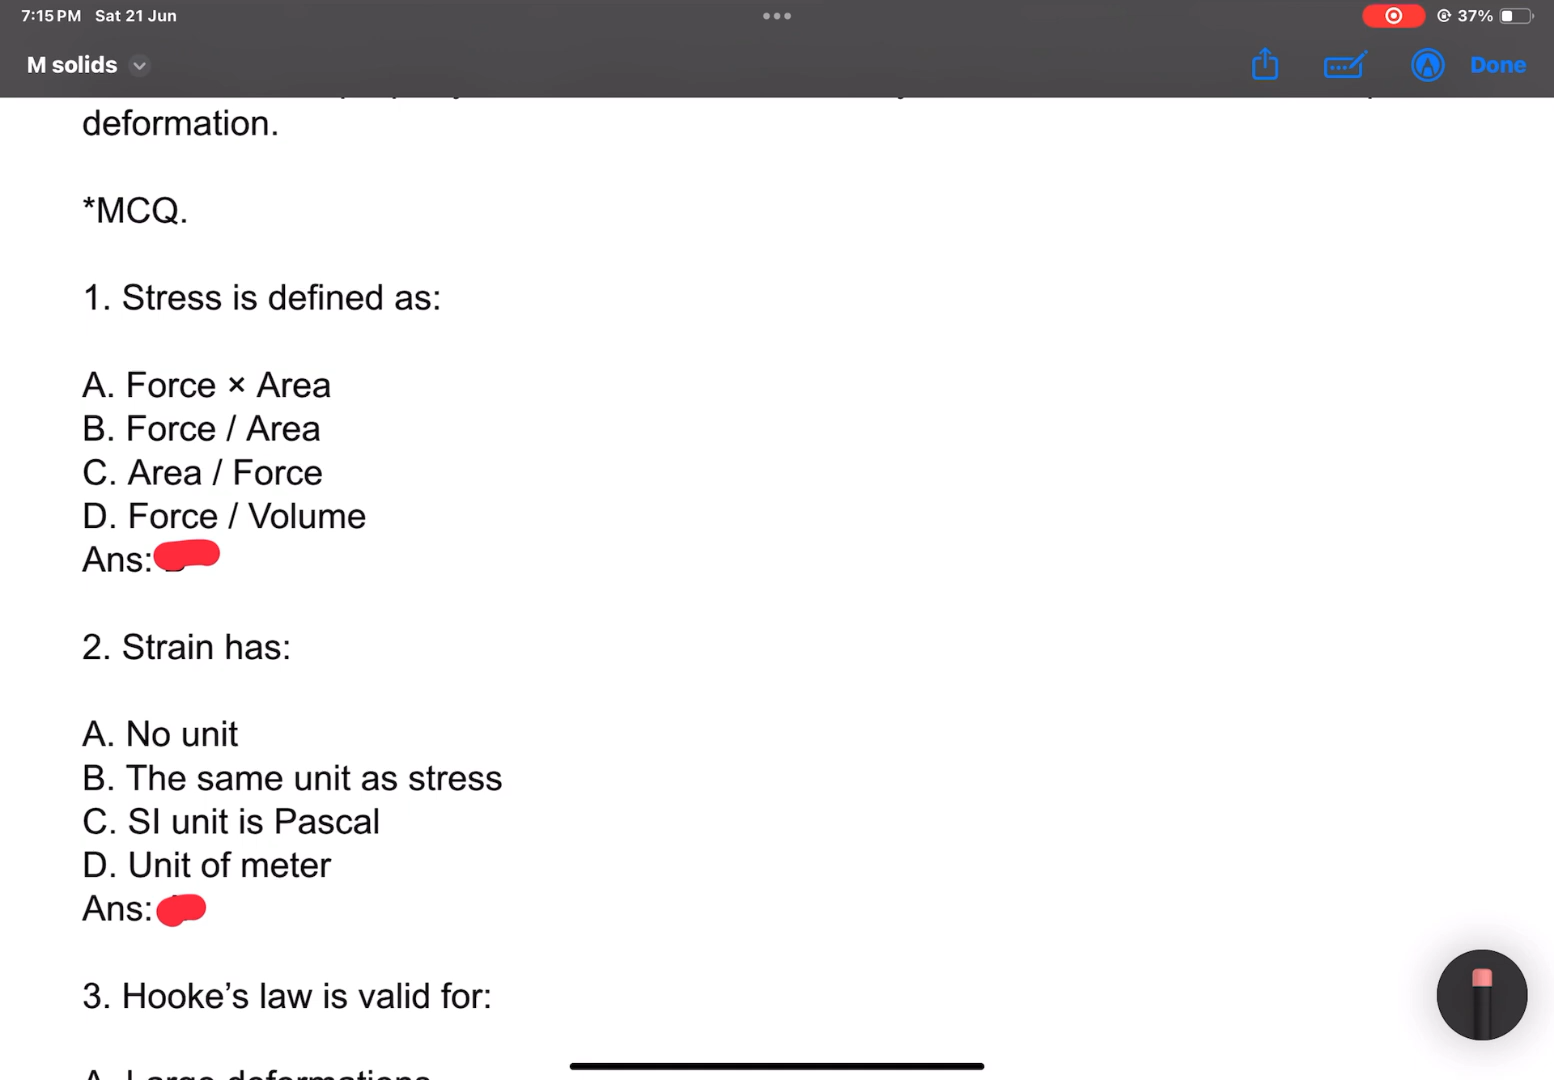 7:15 PM Sat 21 Jun
37%
M solids
Done
deformation.
*MCQ.
1. Stress is defined as:
A. Force × Area
B. Force / Area
C. Area / Force
D. Force / Volume
Ans:
2. Strain has:
A. No unit
B. The same unit as stress
C. SI unit is Pascal
D. Unit of meter
Ans:
3. Hooke’s law is valid for:
A. Large deformations